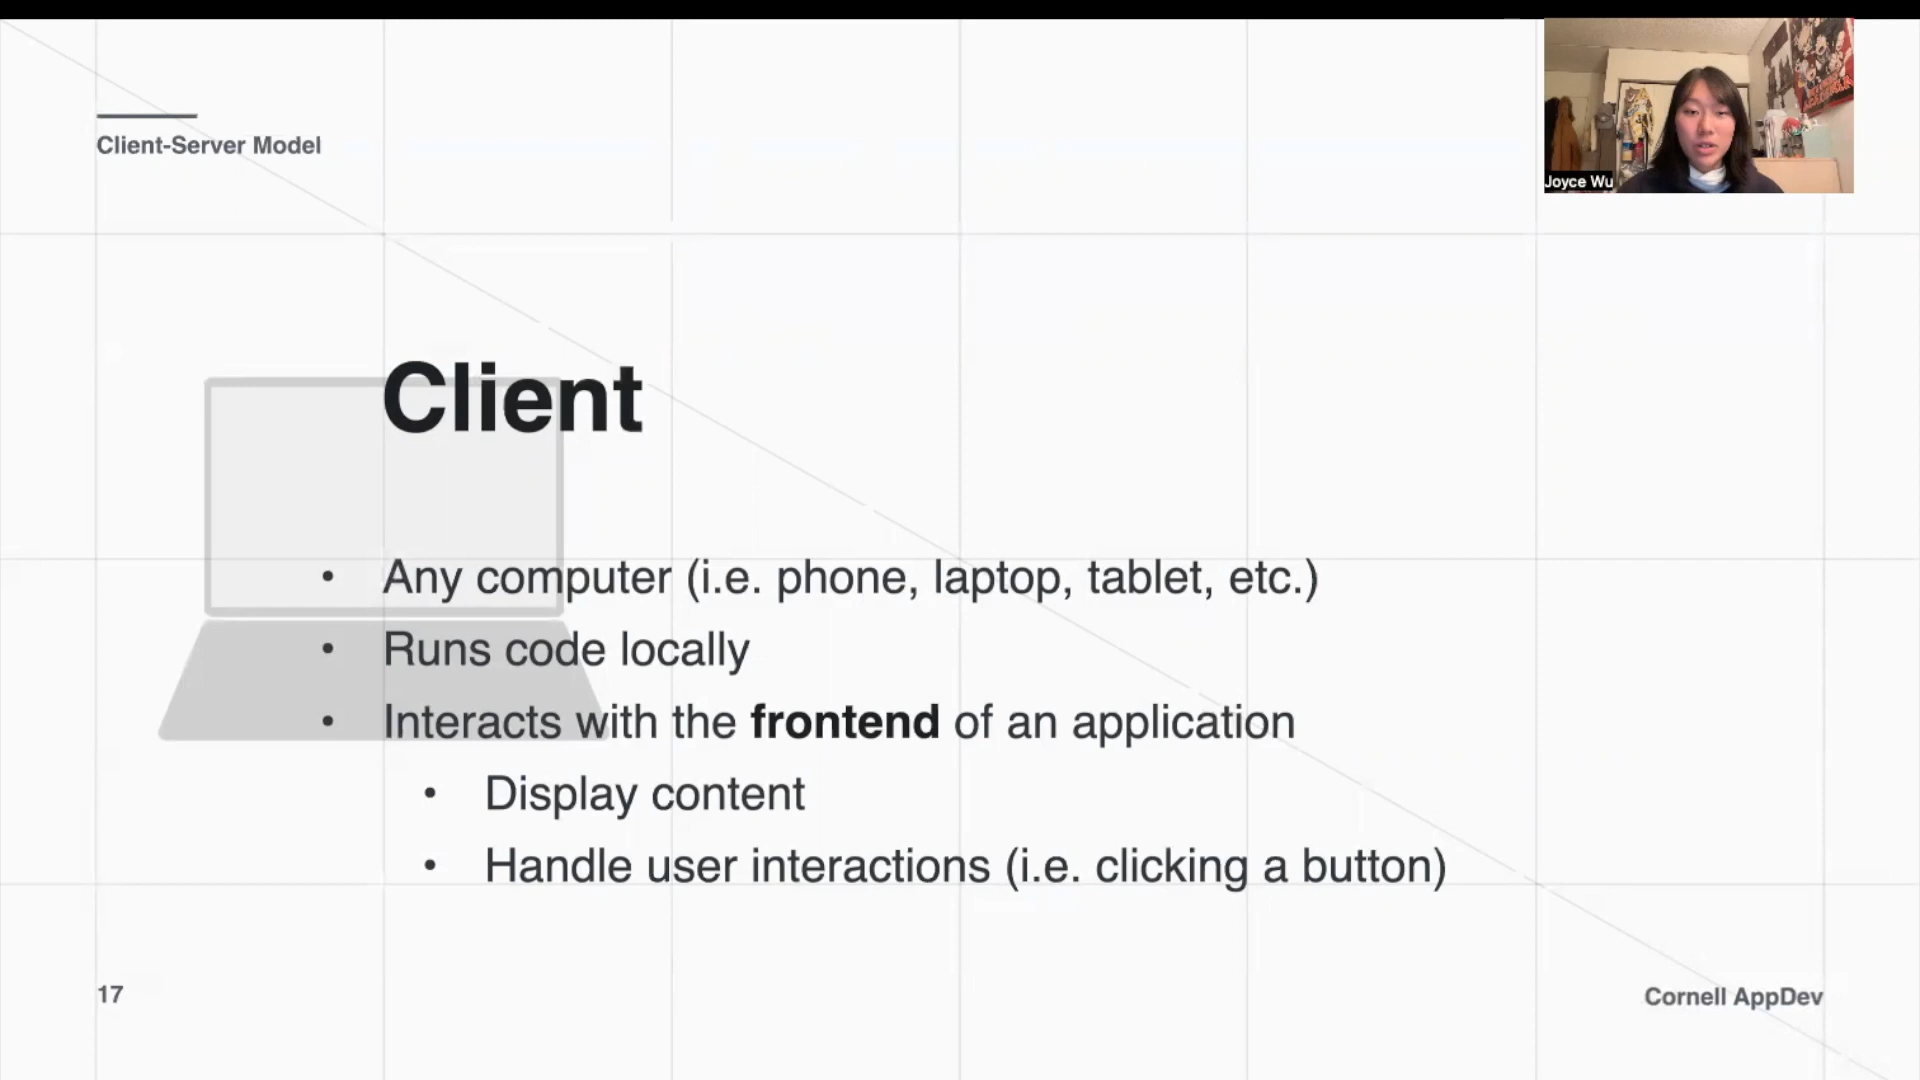 Client-Server Model
Joyce Wu
Client
• Any computer (i.e. phone, laptop, tablet, etc.)
• Runs code locally
• Interacts with the frontend of an application
• Display content
• Handle user interactions (i.e. clicking a button)
17
Cornell AppDev